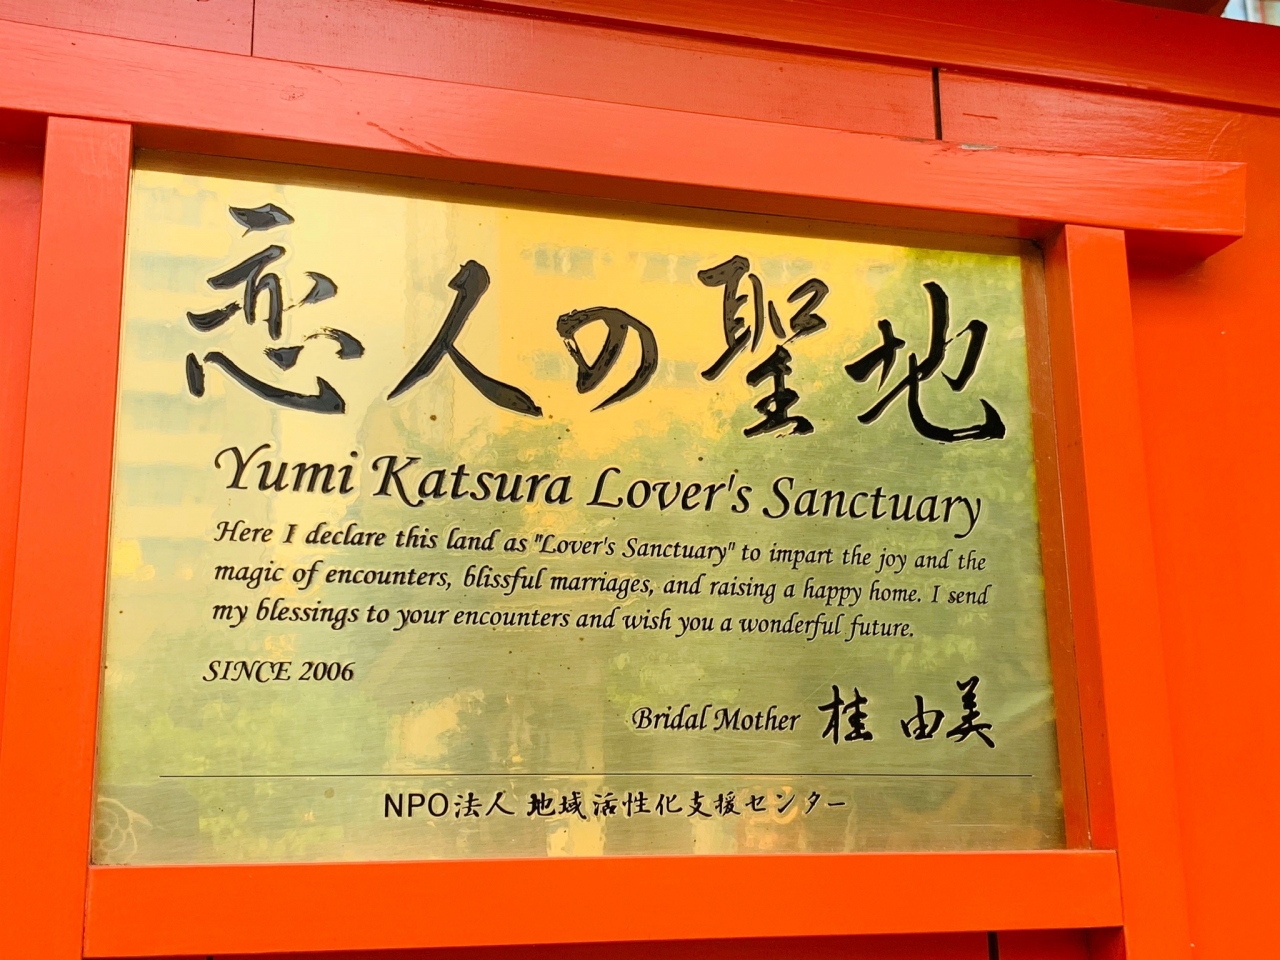 恋人の聖地
Yumi Katsura Lover's Sanctuary
Here I declare this land as "Lover's Sanctuary" to impart the joy and the
magic of encounters, blissful marriages, and raising a happy home. I send
my blessings to your encounters and wish you a wonderful future.
SINCE 2006
Bridal Mother 桂 由美
NPO法人 地域活性化支援センター